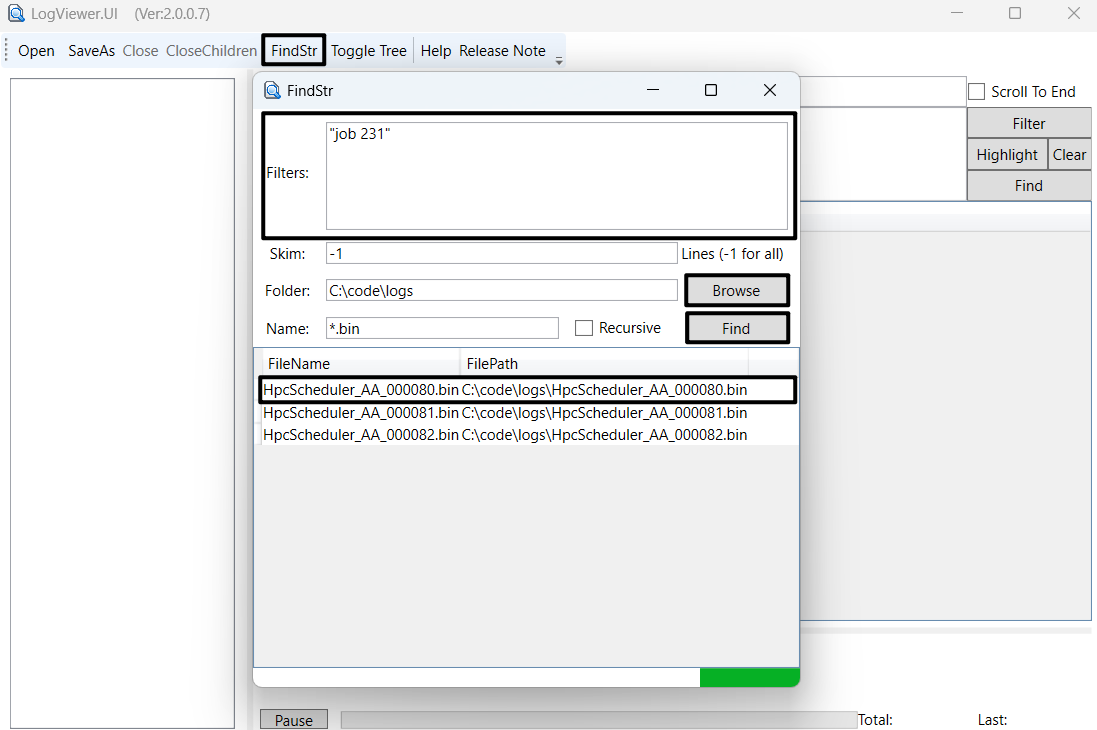 LogViewer.UI (Ver:2.0.0.7)
Open SaveAs Close CloseChildren FindStr Toggle Tree Help Release Note
FindStr
Scroll To End
Filter
Highlight Clear
Find
Filters: "job 231"
Skim: -1 Lines (-1 for all)
Folder: C:\code\logs Browse
Name: *.bin Recursive Find
FileName FilePath
HpcScheduler_AA_000080.bin C:\code\logs\HpcScheduler_AA_000080.bin
HpcScheduler_AA_000081.bin C:\code\logs\HpcScheduler_AA_000081.bin
HpcScheduler_AA_000082.bin C:\code\logs\HpcScheduler_AA_000082.bin
Pause Total: Last: